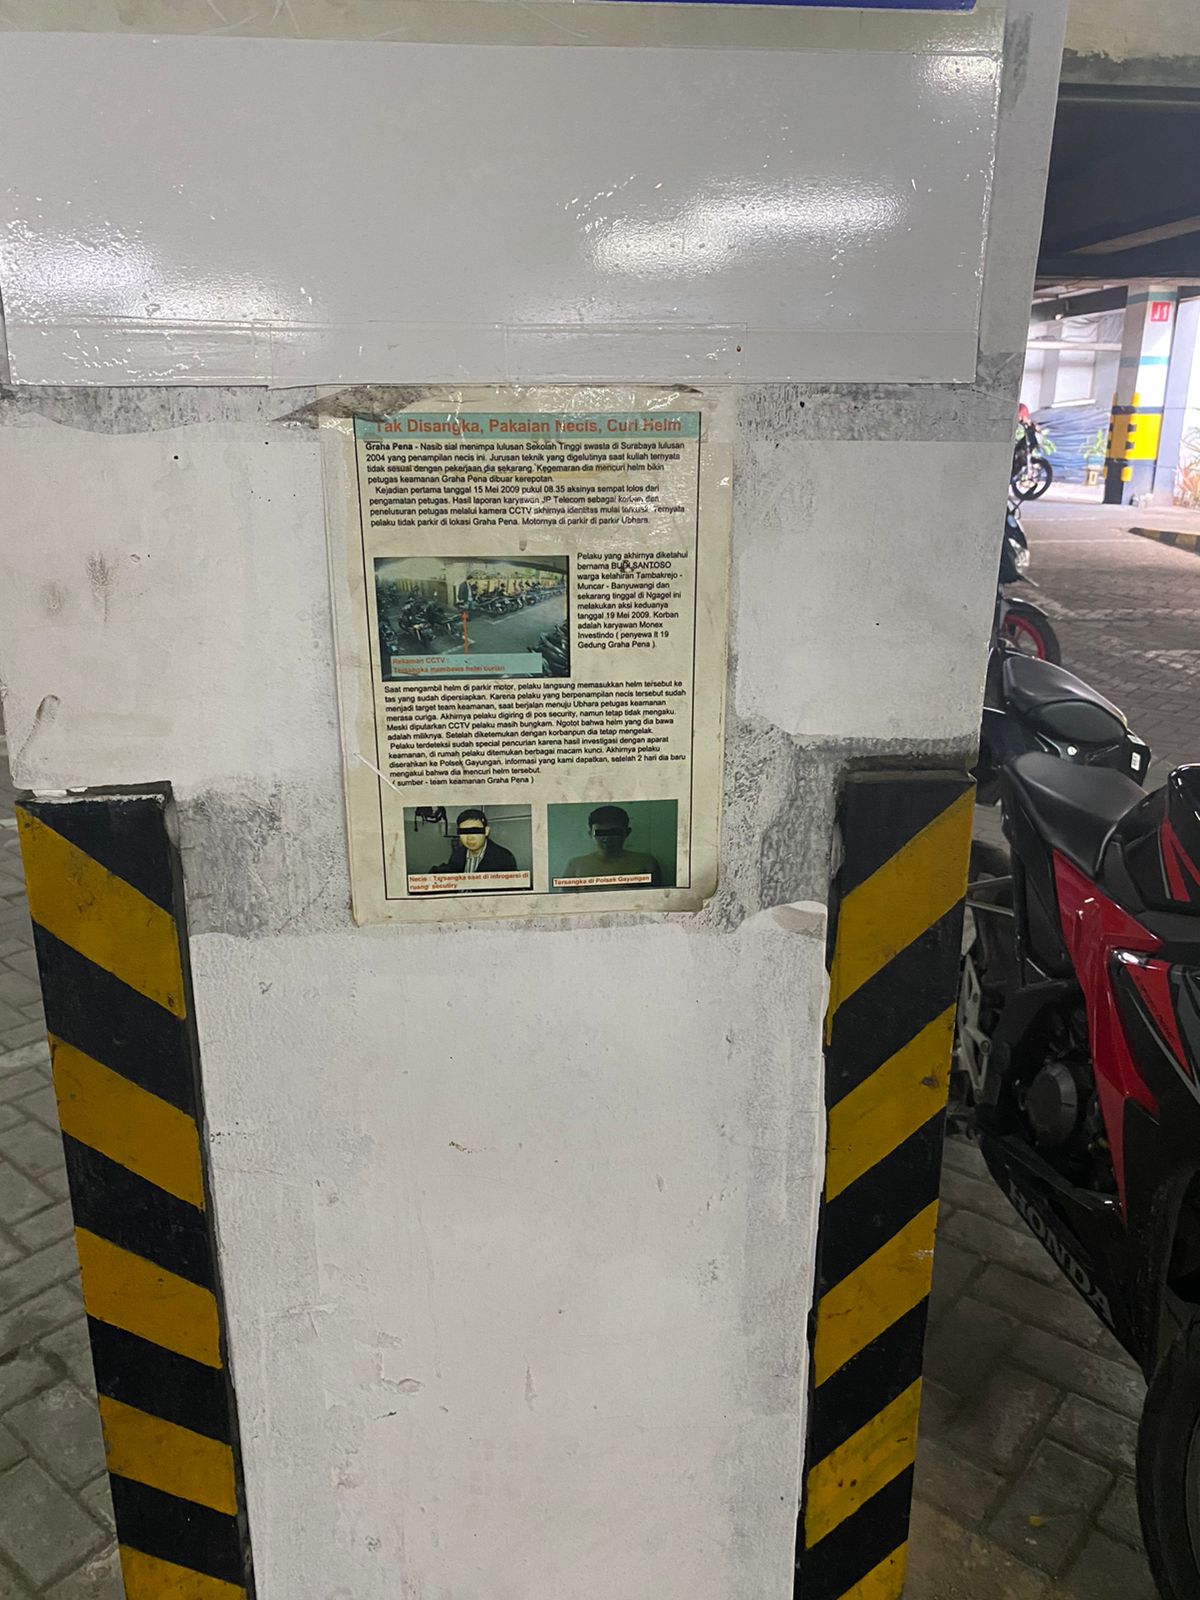 Tak Disangka, Pakaian Necis, Curi Helm
Graha Pena - Nasib sial menimpa lulusan Sekolah Tinggi swasta di Surabaya lulusan
2004 yang penampilan necis ini. Jurusan teknik yang digelutinya saat kuliah ternyata
tidak sesuai dengan pekerjaan dia sekarang. Kegemaran dia mencuri helm bikin
petugas keamanan Graha Pena dibuat kerepotan.
Kejadian pertama tanggal 15 Mei 2009 pukul 08.35 aksinya sempat lolos dari
pengamatan petugas. Hasil laporan karyawan JP Telecom sebagai korban dan
penelusuran petugas melalui kamera CCTV akhirnya identitas mulai terkuak. Ternyata
pelaku tidak parkir di lokasi Graha Pena. Motornya di parkir di parkir Ubhara.
Pelaku yang akhirnya diketahui
bernama BUDI SANTOSO
warga kelahiran Tambakrejo -
Muncar - Banyuwangi dan
sekarang tinggal di Ngagel ini
melakukan aksi keduanya
tanggal 19 Mei 2009. Korban
adalah karyawan Monex
Investindo ( penyewa lt 19
Gedung Graha Pena ).
Rekaman CCTV :
Tersangka membawa helm curian
Saat mengambil helm di parkir motor, pelaku langsung memasukkan helm tersebut ke
tas yang sudah dipersiapkan. Karena pelaku yang berpenampilan necis tersebut sudah
menjadi target team keamanan, saat berjalan menuju Ubhara petugas keamanan
merasa curiga. Akhirnya pelaku digiring di pos security, namun tetap tidak mengaku.
Meski diputarkan CCTV pelaku masih bungkam. Ngotot bahwa helm yang dia bawa
adalah miliknya. Setelah diketemukan dengan korbanpun dia tetap mengelak.
Pelaku terdeteksi sudah special pencurian karena hasil investigasi dengan aparat
keamanan, di rumah pelaku ditemukan berbagai macam kunci. Akhirnya pelaku
diserahkan ke Polsek Gayungan. informasi yang kami dapatkan, setelah 2 hari dia baru
mengakui bahwa dia mencuri helm tersebut.
( sumber - team keamanan Graha Pena )
Necis : Tersangka saat di introgarsi di
ruang secutiry
Tersangka di Polsek Gayungan
HONDA